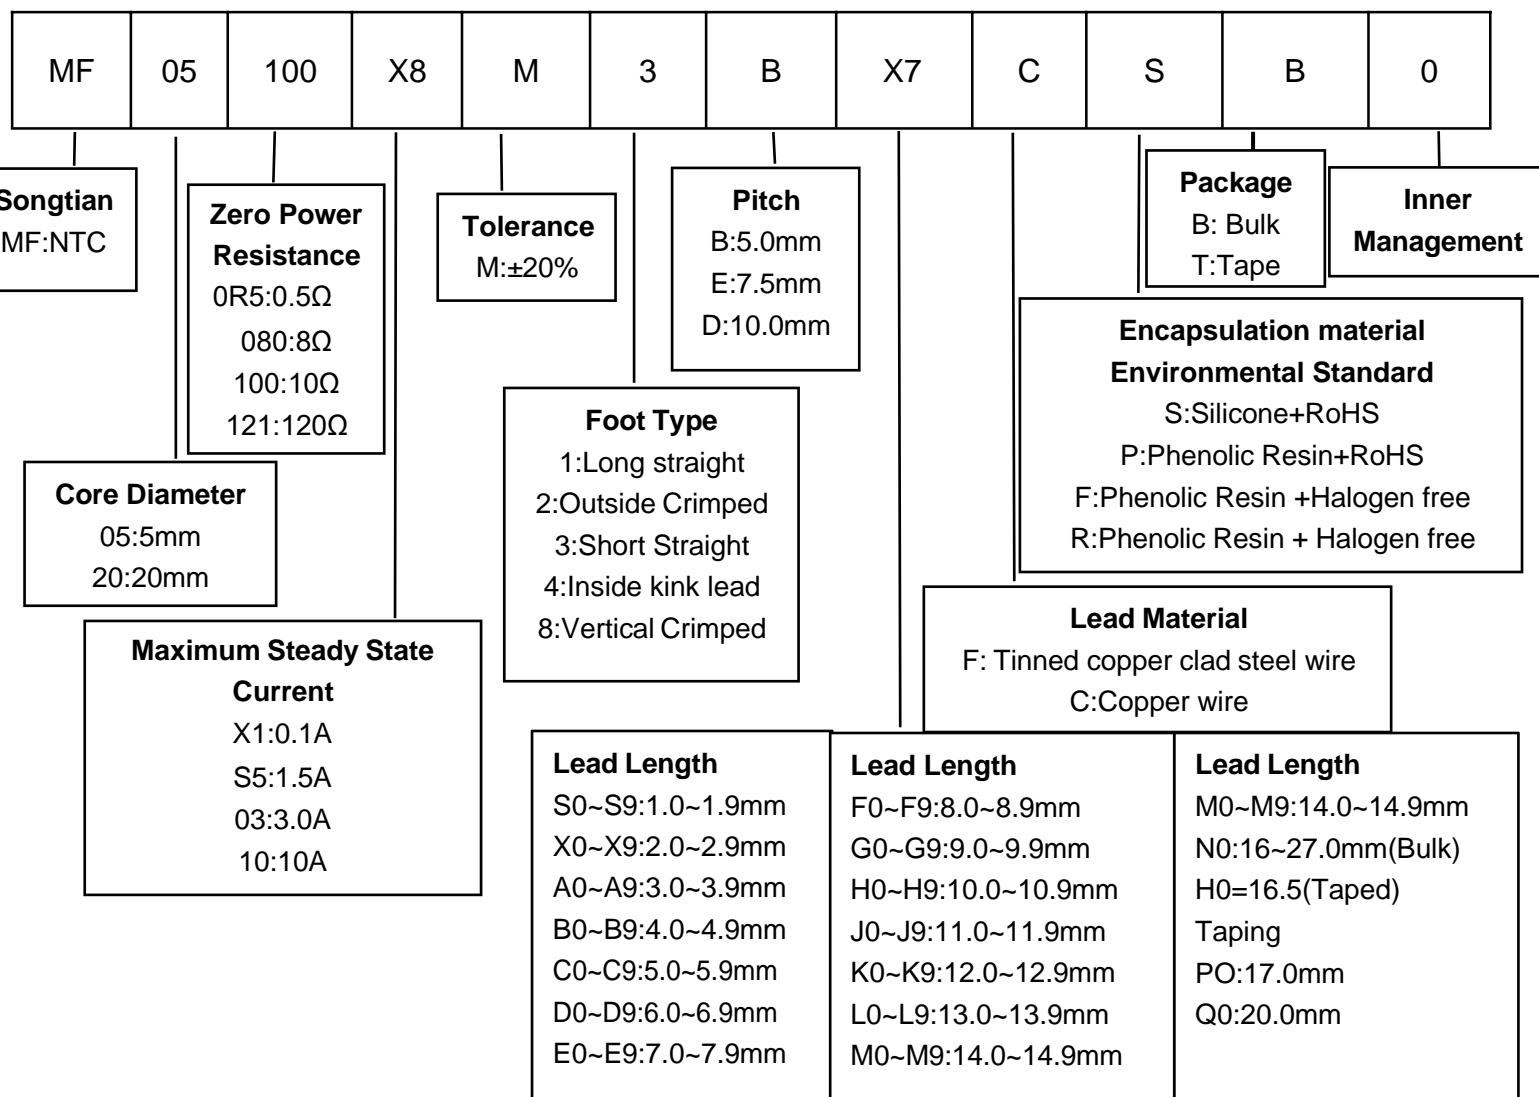 MF 05 100 X8 M 3 B X7 C S B 0
Songtian
MF:NTC
Zero Power
Resistance
0R5:0.5Ω
080:8Ω
100:10Ω
121:120Ω
Tolerance
M:±20%
Pitch
B:5.0mm
E:7.5mm
D:10.0mm
Package
B: Bulk
T:Tape
Inner
Management
Core Diameter
05:5mm
20:20mm
Foot Type
1:Long straight
2:Outside Crimped
3:Short Straight
4:Inside kink lead
8:Vertical Crimped
Encapsulation material
Environmental Standard
S:Silicone+RoHS
P:Phenolic Resin+RoHS
F:Phenolic Resin +Halogen free
R:Phenolic Resin + Halogen free
Maximum Steady State
Current
X1:0.1A
S5:1.5A
03:3.0A
10:10A
Lead Material
F: Tinned copper clad steel wire
C:Copper wire
Lead Length
S0~S9:1.0~1.9mm
X0~X9:2.0~2.9mm
A0~A9:3.0~3.9mm
B0~B9:4.0~4.9mm
C0~C9:5.0~5.9mm
D0~D9:6.0~6.9mm
E0~E9:7.0~7.9mm
Lead Length
F0~F9:8.0~8.9mm
G0~G9:9.0~9.9mm
H0~H9:10.0~10.9mm
J0~J9:11.0~11.9mm
K0~K9:12.0~12.9mm
L0~L9:13.0~13.9mm
M0~M9:14.0~14.9mm
Lead Length
M0~M9:14.0~14.9mm
N0:16~27.0mm(Bulk)
H0=16.5(Taped)
Taping
PO:17.0mm
Q0:20.0mm